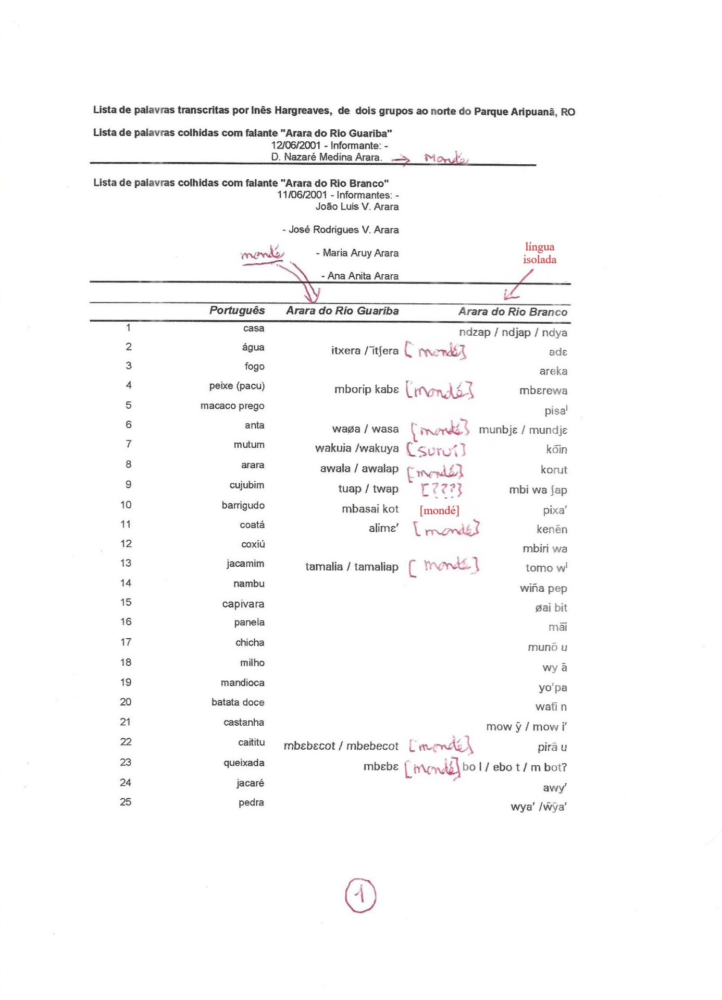 Lista de palavras transcritas por Inês Hargreaves, de dois grupos ao norte do Parque Aripuanã, RO
Lista de palavras colhidas com falante "Arara do Rio Guariba"
12/06/2001 - Informante: -
D. Nazaré Medina Arara. → Mondé
Lista de palavras colhidas com falante "Arara do Rio Branco"
11/06/2001 - Informantes: -
João Luis V. Arara
- José Rodrigues V. Arara
mondé - Maria Aruy Arara
língua
isolada
- Ana Anita Arara
Português Arara do Rio Guariba Arara do Rio Branco
1 casa ndzap / ndjap / ndya
2 água itxera / ̃ıtʃera [mondé] adɛ
3 fogo areka
4 peixe (pacu) mborip kabɛ [mondé] mbɛrewa
5 macaco prego pisaˡ
6 anta waøa / wasa [mondé] munbjɛ / mundjɛ
7 mutum wakuia /wakuya [suruí] kõĩn
8 arara awala / awalap [mondé] korut
9 cujubim tuap / twap [???] mbi wa ʃap
10 barrigudo mbasai kot [mondé] pixa′
11 coatá alimɛ′ [mondé] kenẽn
12 coxiú mbiri wa
13 jacamim tamalia / tamaliap [mondé] tomo wˡ
14 nambu wiña pep
15 capivara øai bit
16 panela mãĩ
17 chicha munõ u
18 milho wy ã
19 mandioca yo′pa
20 batata doce watĩ n
21 castanha mow ỹ / mow i′
22 caititu mbɛbɛcot / mbebecot [mondé] pirã u
23 queixada mbɛbɛ [mondé] bo l / ebo t / m bot?
24 jacaré awy′
25 pedra wya′ /w̃ỹa′
1